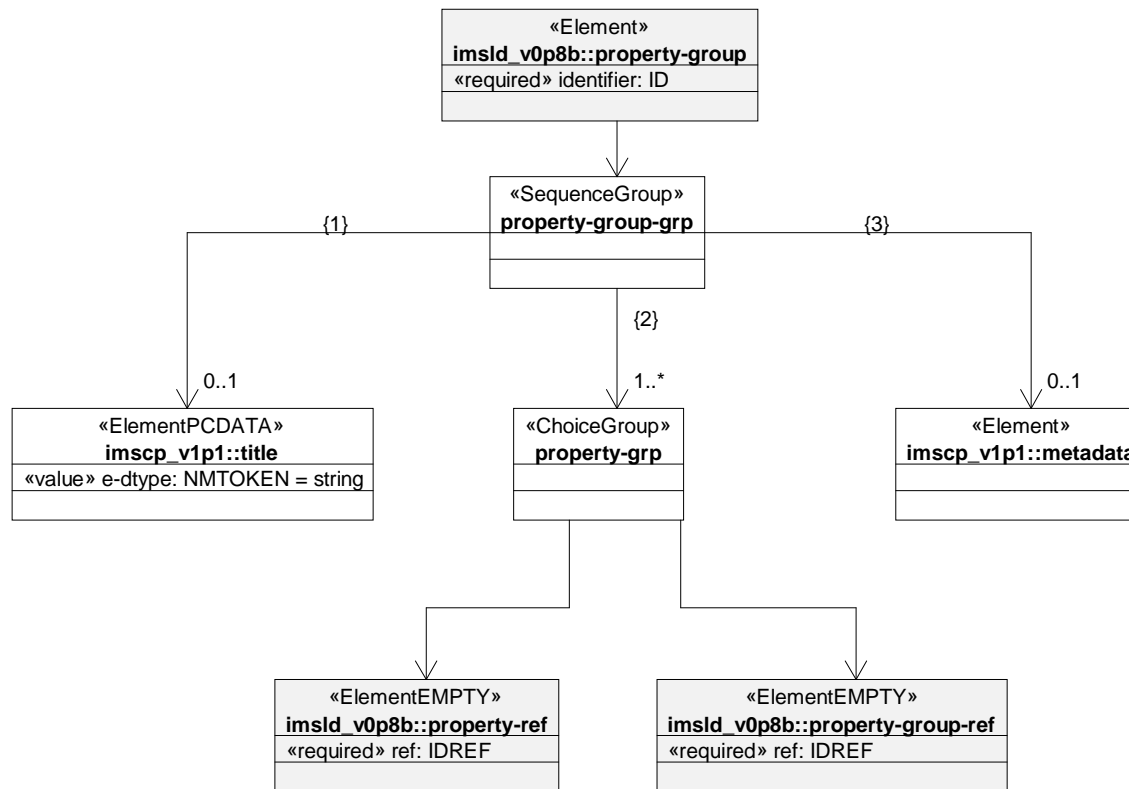 «Element»
imsld_v0p8b::property-group
«required» identifier: ID
«SequenceGroup»
property-group-grp
{1}
{3}
{2}
0..1
1..*
0..1
«ElementPCDATA»
imscp_v1p1::title
«value» e-dtype: NMTOKEN = string
«ChoiceGroup»
property-grp
«Element»
imscp_v1p1::metadata
«ElementEMPTY»
imsld_v0p8b::property-ref
«required» ref: IDREF
«ElementEMPTY»
imsld_v0p8b::property-group-ref
«required» ref: IDREF